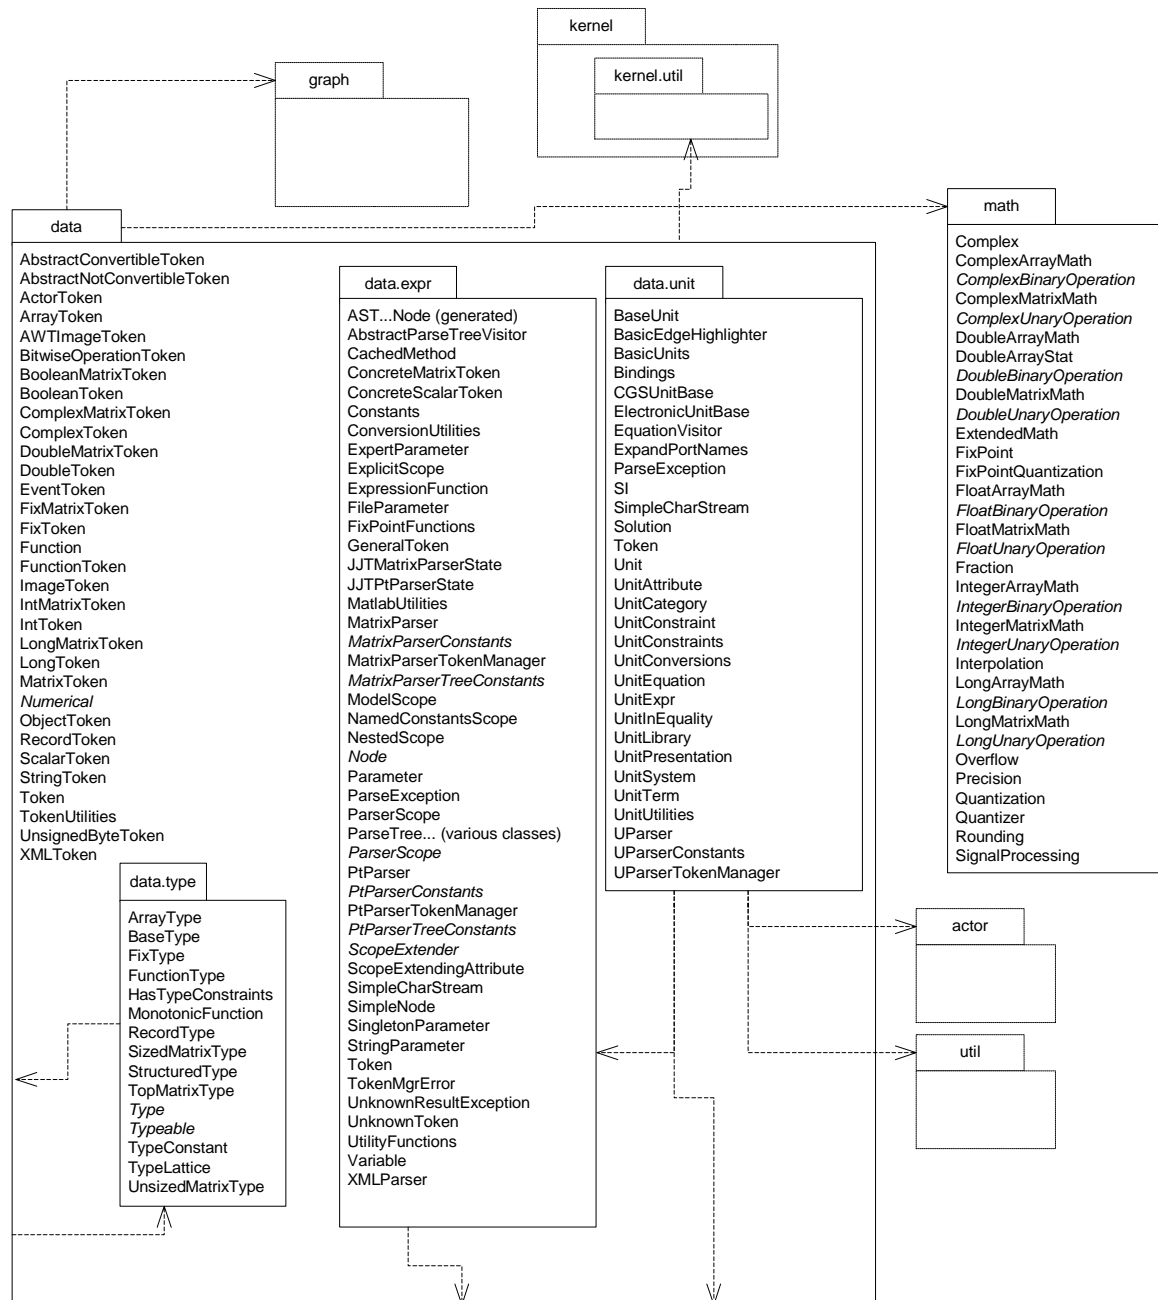 kernel
kernel.util
graph
data
AbstractConvertibleToken
AbstractNotConvertibleToken
ActorToken
ArrayToken
AWTImageToken
BitwiseOperationToken
BooleanMatrixToken
BooleanToken
ComplexMatrixToken
ComplexToken
DoubleMatrixToken
DoubleToken
EventToken
FixMatrixToken
FixToken
Function
FunctionToken
ImageToken
IntMatrixToken
IntToken
LongMatrixToken
LongToken
MatrixToken
Numerical
ObjectToken
RecordToken
ScalarToken
StringToken
Token
TokenUtilities
UnsignedByteToken
XMLToken
data.type
ArrayType
BaseType
FixType
FunctionType
HasTypeConstraints
MonotonicFunction
RecordType
SizedMatrixType
StructuredType
TopMatrixType
Type
Typeable
TypeConstant
TypeLattice
UnsizedMatrixType
data.expr
AST...Node (generated)
AbstractParseTreeVisitor
CachedMethod
ConcreteMatrixToken
ConcreteScalarToken
Constants
ConversionUtilities
ExpertParameter
ExplicitScope
ExpressionFunction
FileParameter
FixPointFunctions
GeneralToken
JJTMatrixParserState
JJTPtParserState
MatlabUtilities
MatrixParser
MatrixParserConstants
MatrixParserTokenManager
MatrixParserTreeConstants
ModelScope
NamedConstantsScope
NestedScope
Node
Parameter
ParseException
ParserScope
ParseTree... (various classes)
ParserScope
PtParser
PtParserConstants
PtParserTokenManager
PtParserTreeConstants
ScopeExtender
ScopeExtendingAttribute
SimpleCharStream
SimpleNode
SingletonParameter
StringParameter
Token
TokenMgrError
UnknownResultException
UnknownToken
UtilityFunctions
Variable
XMLParser
data.unit
BaseUnit
BasicEdgeHighlighter
BasicUnits
Bindings
CGSUnitBase
ElectronicUnitBase
EquationVisitor
ExpandPortNames
ParseException
SI
SimpleCharStream
Solution
Token
Unit
UnitAttribute
UnitCategory
UnitConstraint
UnitConstraints
UnitConversions
UnitEquation
UnitExpr
UnitInEquality
UnitLibrary
UnitPresentation
UnitSystem
UnitTerm
UnitUtilities
UParser
UParserConstants
UParserTokenManager
math
Complex
ComplexArrayMath
ComplexBinaryOperation
ComplexMatrixMath
ComplexUnaryOperation
DoubleArrayMath
DoubleArrayStat
DoubleBinaryOperation
DoubleMatrixMath
DoubleUnaryOperation
ExtendedMath
FixPoint
FixPointQuantization
FloatArrayMath
FloatBinaryOperation
FloatMatrixMath
FloatUnaryOperation
Fraction
IntegerArrayMath
IntegerBinaryOperation
IntegerMatrixMath
IntegerUnaryOperation
Interpolation
LongArrayMath
LongBinaryOperation
LongMatrixMath
LongUnaryOperation
Overflow
Precision
Quantization
Quantizer
Rounding
SignalProcessing
actor
util